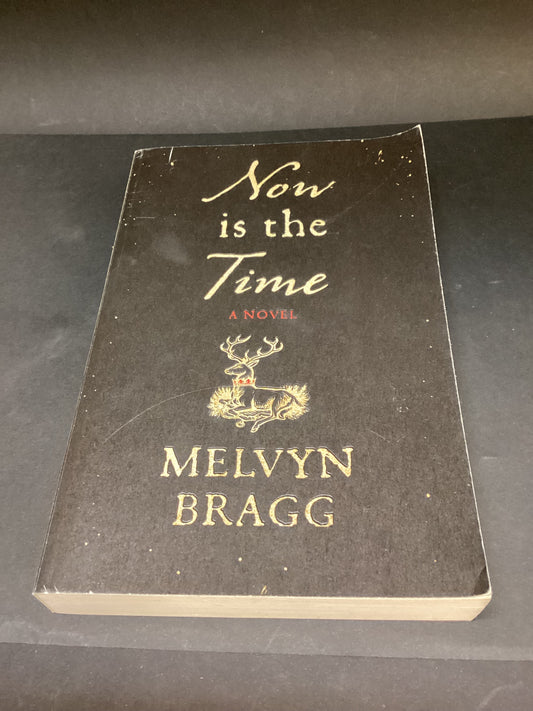 Now
is the
Time
A NOVEL
MELVYN
BRAGG